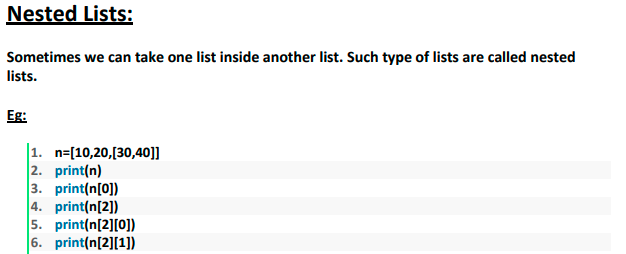 Nested Lists:
Sometimes we can take one list inside another list. Such type of lists are called nested
lists.
Eg:
1. n=[10,20,[30,40]]
2. print(n)
3. print(n[0])
4. print(n[2])
5. print(n[2][0])
6. print(n[2][1])